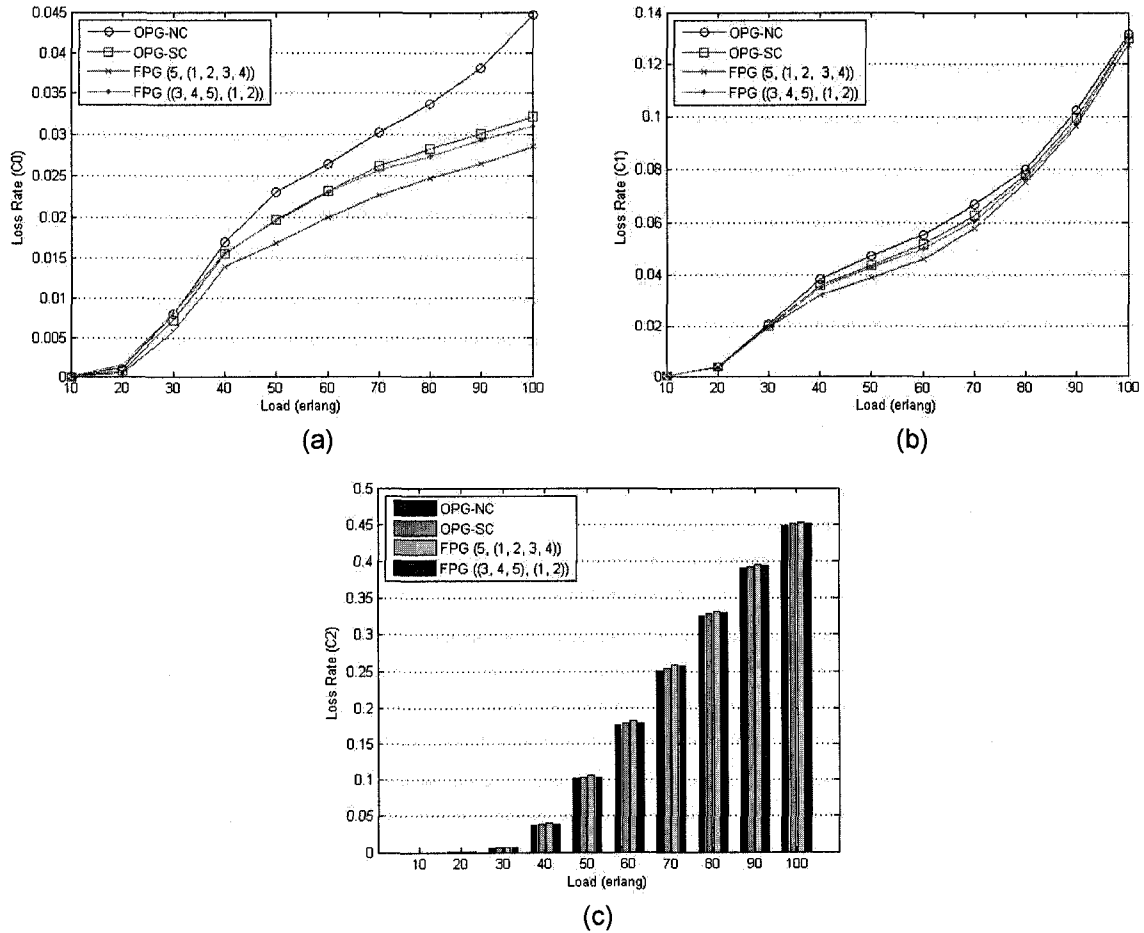 0.045
0.04
0.035
0.03
0.025
0.02
0.015
0.01
0.005
0
Loss Rate (C0)
OPG-NC
OPG-SC
FPG (5, (1, 2, 3, 4))
FPG ((3, 4, 5), (1, 2))
10 20 30 40 50 60 70 80 90 100
Load (erlang)
(a)
0.14
0.12
0.1
0.08
0.06
0.04
0.02
0
Loss Rate (C1)
OPG-NC
OPG-SC
FPG (5, (1, 2, 3, 4))
FPG ((3, 4, 5), (1, 2))
10 20 30 40 50 60 70 80 90 100
Load (erlang)
(b)
0.5
0.45
0.4
0.35
0.3
0.25
0.2
0.15
0.1
0.05
0
Loss Rate (C2)
OPG-NC
OPG-SC
FPG (5, (1, 2, 3, 4))
FPG ((3, 4, 5), (1, 2))
10 20 30 40 50 60 70 80 90 100
Load (erlang)
(c)